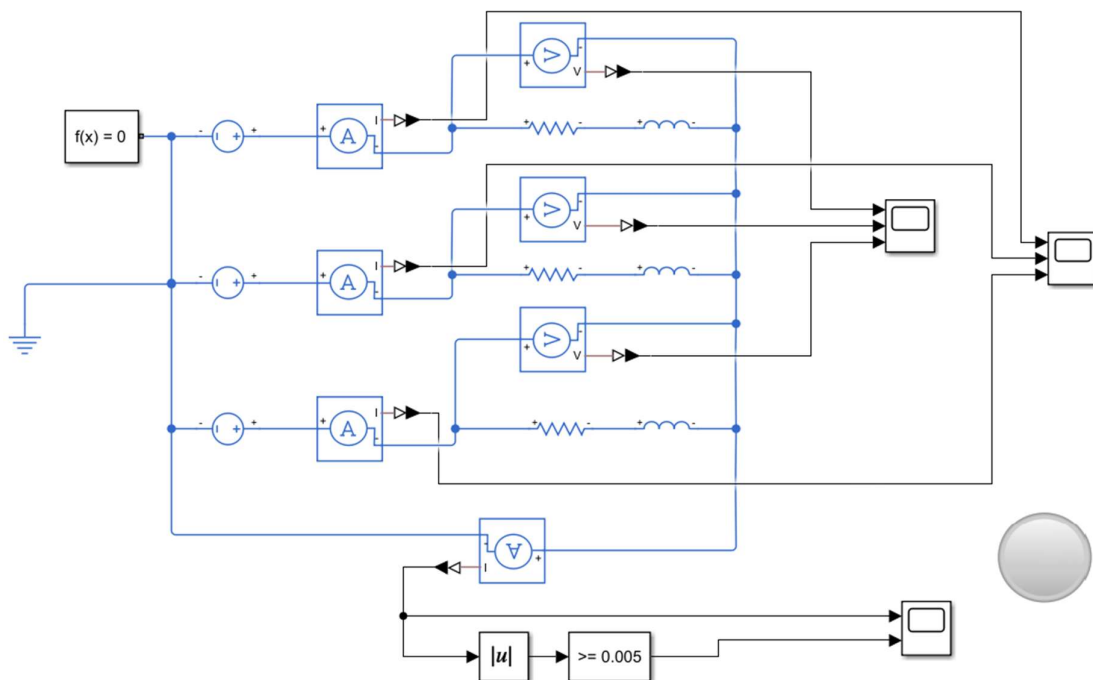 - V
+ V
I
f(x) = 0
- - + + + A - + - + -
- V
+ V
I
- - + + + A - + - + -
- V
+ V
I
- - + + + A - + - + -
- A +
I
|u| >= 0.005